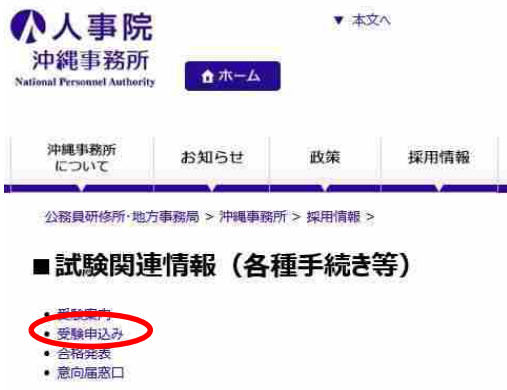 人事院
▼ 本文へ
沖縄事務所
National Personnel Authority
ホーム
沖縄事務所
について
お知らせ
政策
採用情報
公務員研修所・地方事務局 > 沖縄事務所 > 採用情報 >
■試験関連情報（各種手続き等）
• 受験案内
• 受験申込み
• 合格発表
• 意向届窓口